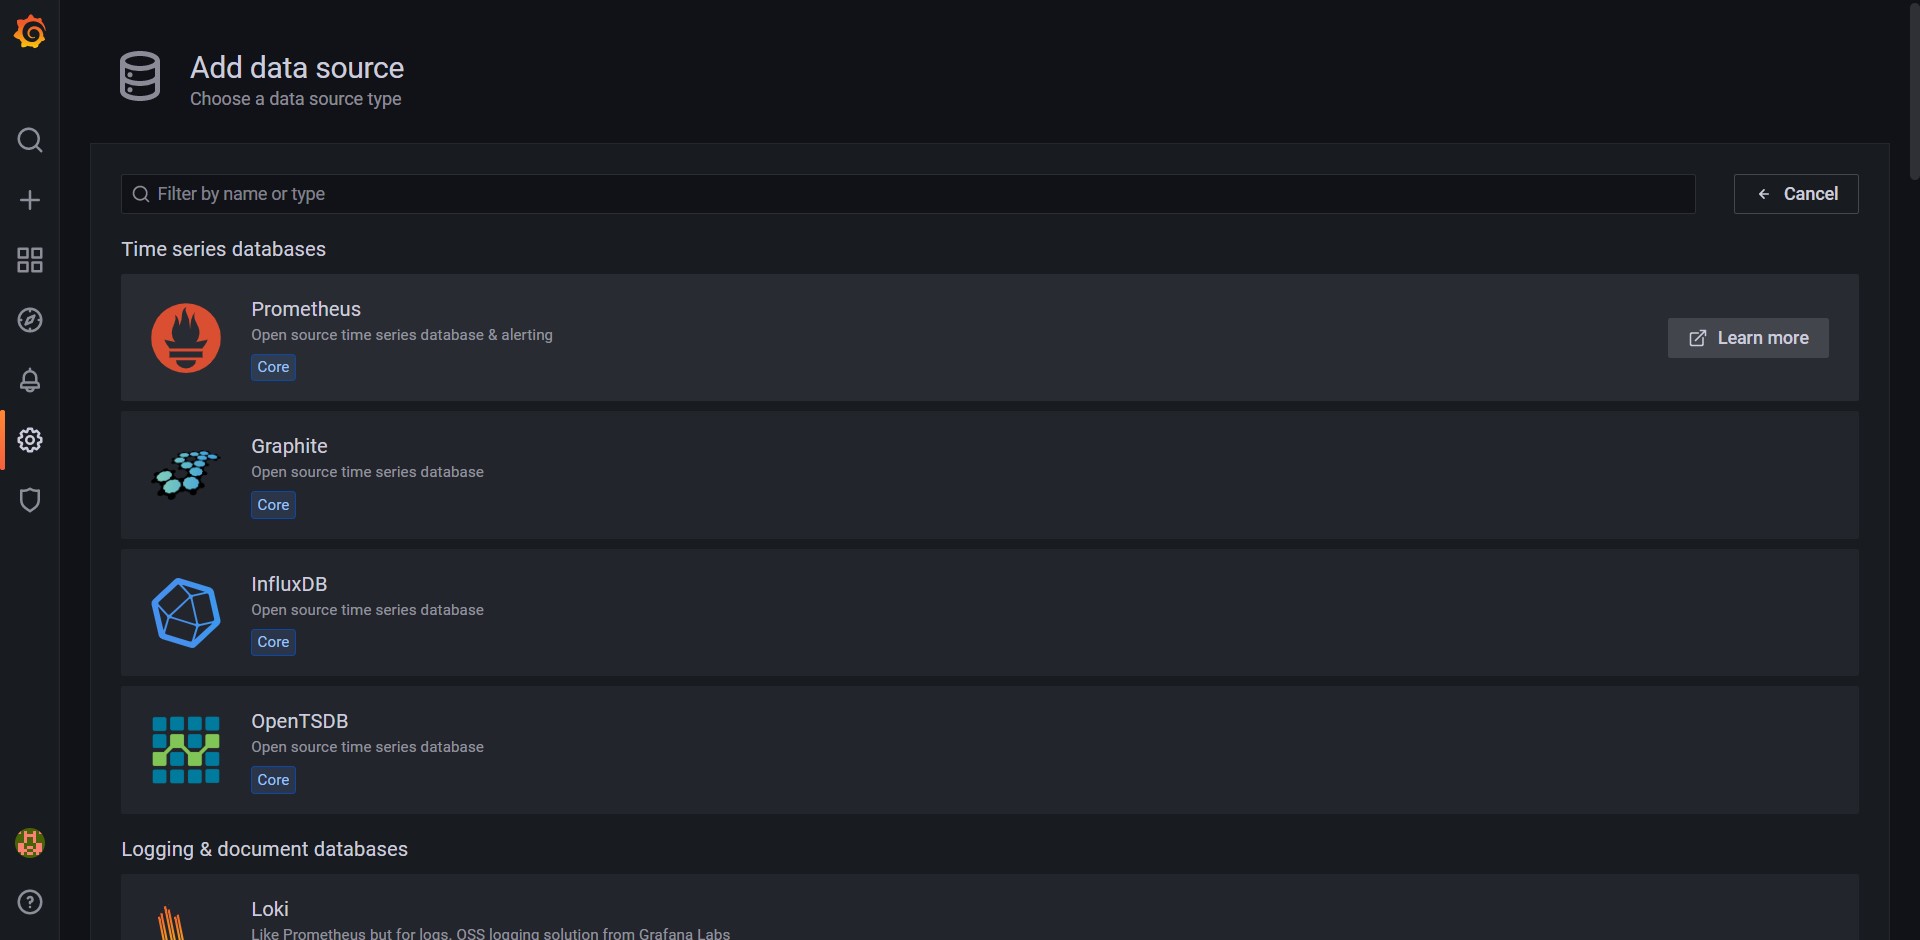 Add data source
Choose a data source type
Filter by name or type
Cancel
Time series databases
Prometheus
Open source time series database & alerting
Core
Learn more
Graphite
Open source time series database
Core
InfluxDB
Open source time series database
Core
OpenTSDB
Open source time series database
Core
Logging & document databases
Loki
Like Prometheus but for logs. OSS logging solution from Grafana Labs